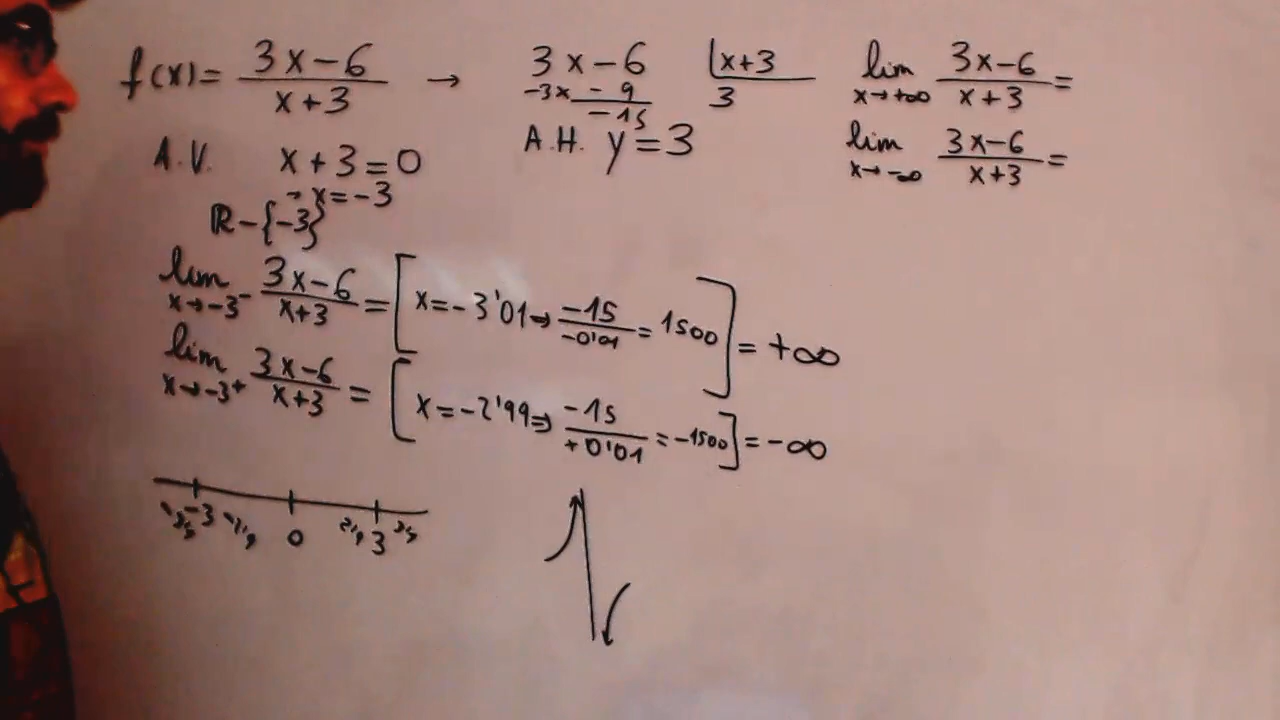 f(x) = (3x-6)/(x+3) → 3x-6 |x+3
-3x - 9 3
-15
A.H. y = 3
lim x→+∞ (3x-6)/(x+3) =
lim x→-∞ (3x-6)/(x+3) =
A.V. x+3=0
→ x=-3
ℝ-{-3}
lim x→-3⁻ (3x-6)/(x+3) = [x=-3'01 ⇒ -15/-0'01 = 1500] = +∞
lim x→-3⁺ (3x-6)/(x+3) = [x=-2'99 ⇒ -15/+0'01 = -1500] = -∞
-3 0 3